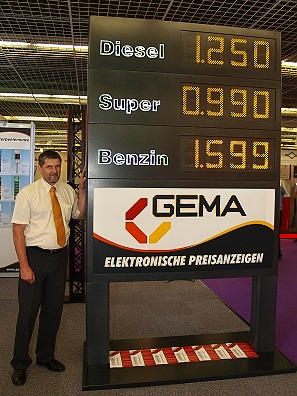 Diesel 1.250
Super 0.990
Benzin 1.599
GEMA
ELEKTRONISCHE PREISANZEIGEN